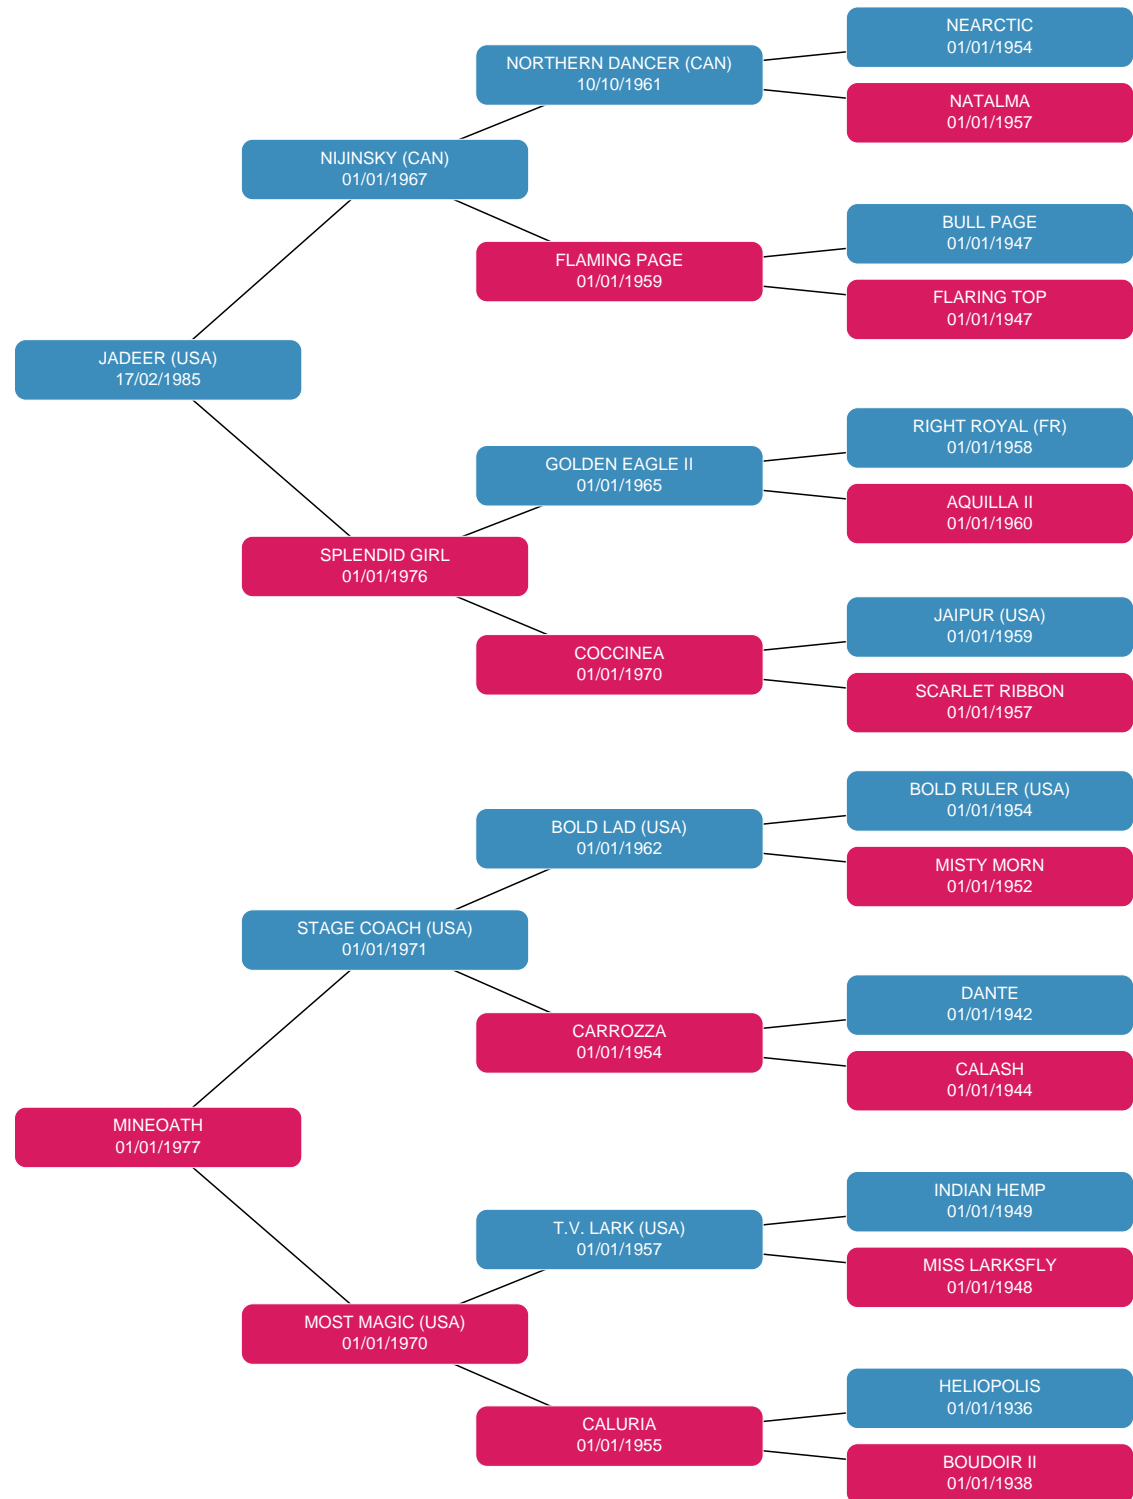 NEARCTIC
01/01/1954
NORTHERN DANCER (CAN)
10/10/1961
NATALMA
01/01/1957
NIJINSKY (CAN)
01/01/1967
BULL PAGE
01/01/1947
FLAMING PAGE
01/01/1959
FLARING TOP
01/01/1947
JADEER (USA)
17/02/1985
RIGHT ROYAL (FR)
01/01/1958
GOLDEN EAGLE II
01/01/1965
AQUILLA II
01/01/1960
SPLENDID GIRL
01/01/1976
JAIPUR (USA)
01/01/1959
COCCINEA
01/01/1970
SCARLET RIBBON
01/01/1957
BOLD RULER (USA)
01/01/1954
BOLD LAD (USA)
01/01/1962
MISTY MORN
01/01/1952
STAGE COACH (USA)
01/01/1971
DANTE
01/01/1942
CARROZZA
01/01/1954
CALASH
01/01/1944
MINEOATH
01/01/1977
INDIAN HEMP
01/01/1949
T.V. LARK (USA)
01/01/1957
MISS LARKSFLY
01/01/1948
MOST MAGIC (USA)
01/01/1970
HELIOPOLIS
01/01/1936
CALURIA
01/01/1955
BOUDOIR II
01/01/1938